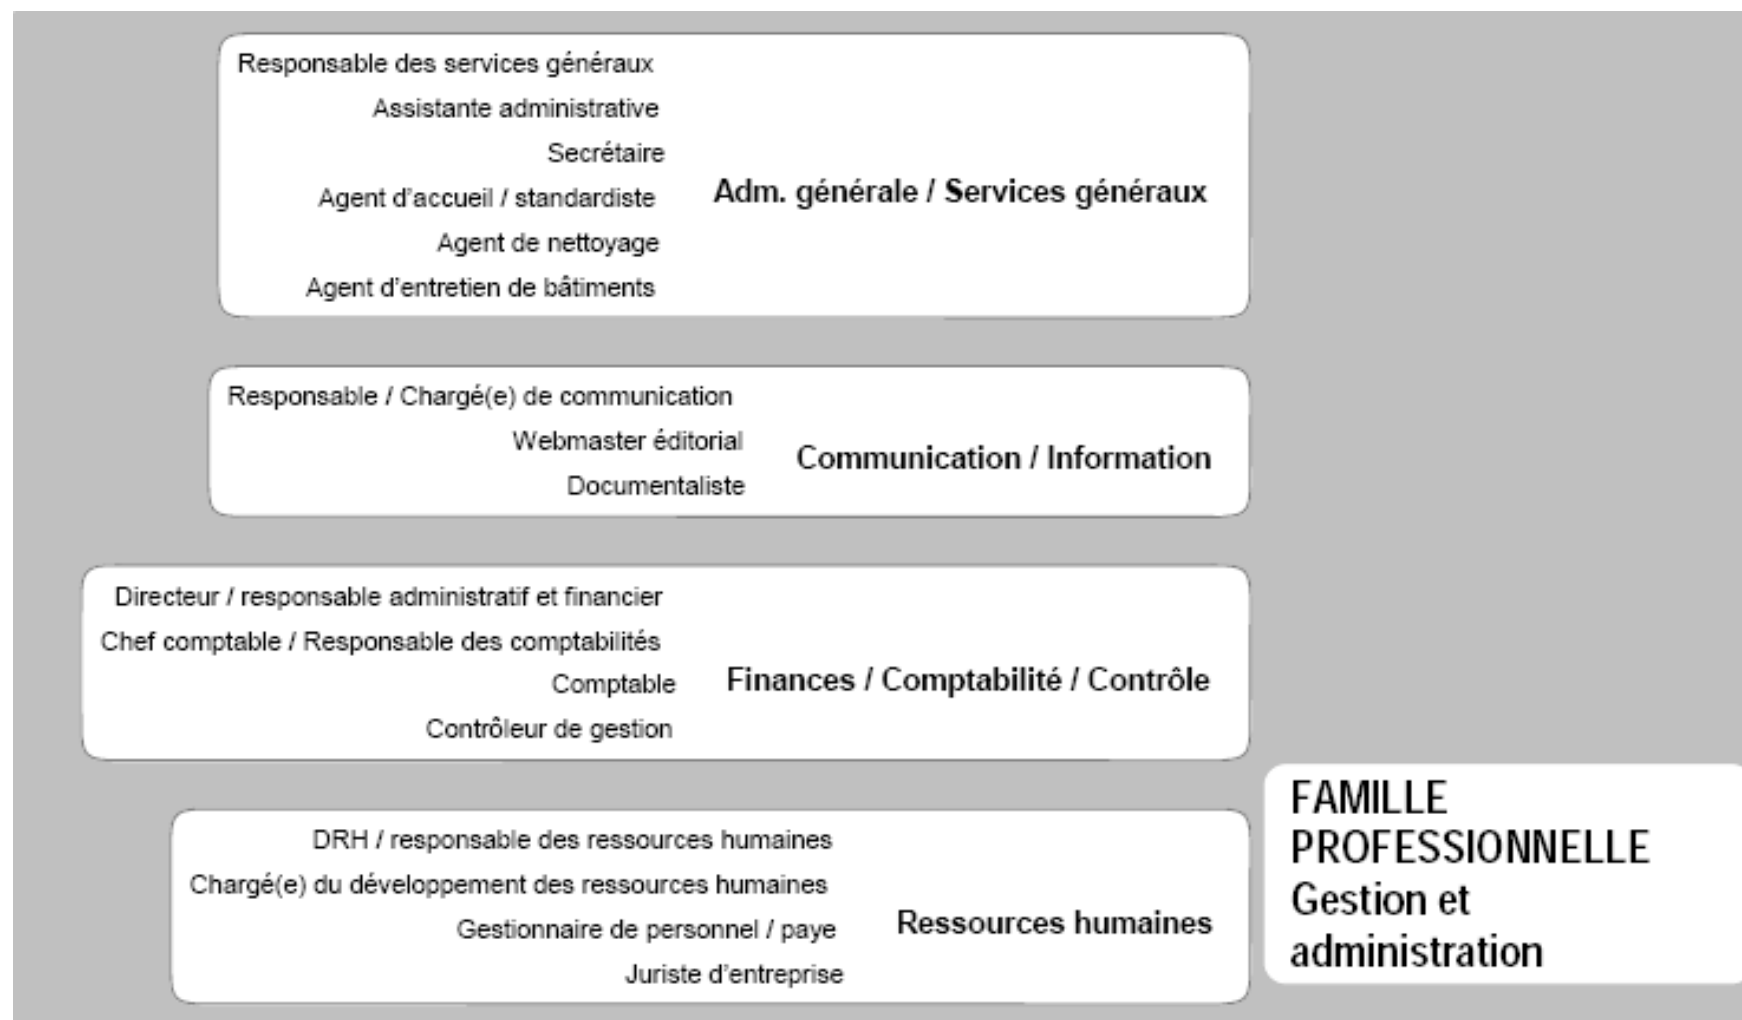 Responsable des services généraux
Assistante administrative
Secrétaire
Agent d'accueil / standardiste
Agent de nettoyage
Agent d'entretien de bâtiments
Adm. générale / Services généraux
Responsable / Chargé(e) de communication
Webmaster éditorial
Documentaliste
Communication / Information
Directeur / responsable administratif et financier
Chef comptable / Responsable des comptabilités
Comptable
Contrôleur de gestion
Finances / Comptabilité / Contrôle
DRH / responsable des ressources humaines
Chargé(e) du développement des ressources humaines
Gestionnaire de personnel / paye
Juriste d'entreprise
Ressources humaines
FAMILLE
PROFESSIONNELLE
Gestion et
administration